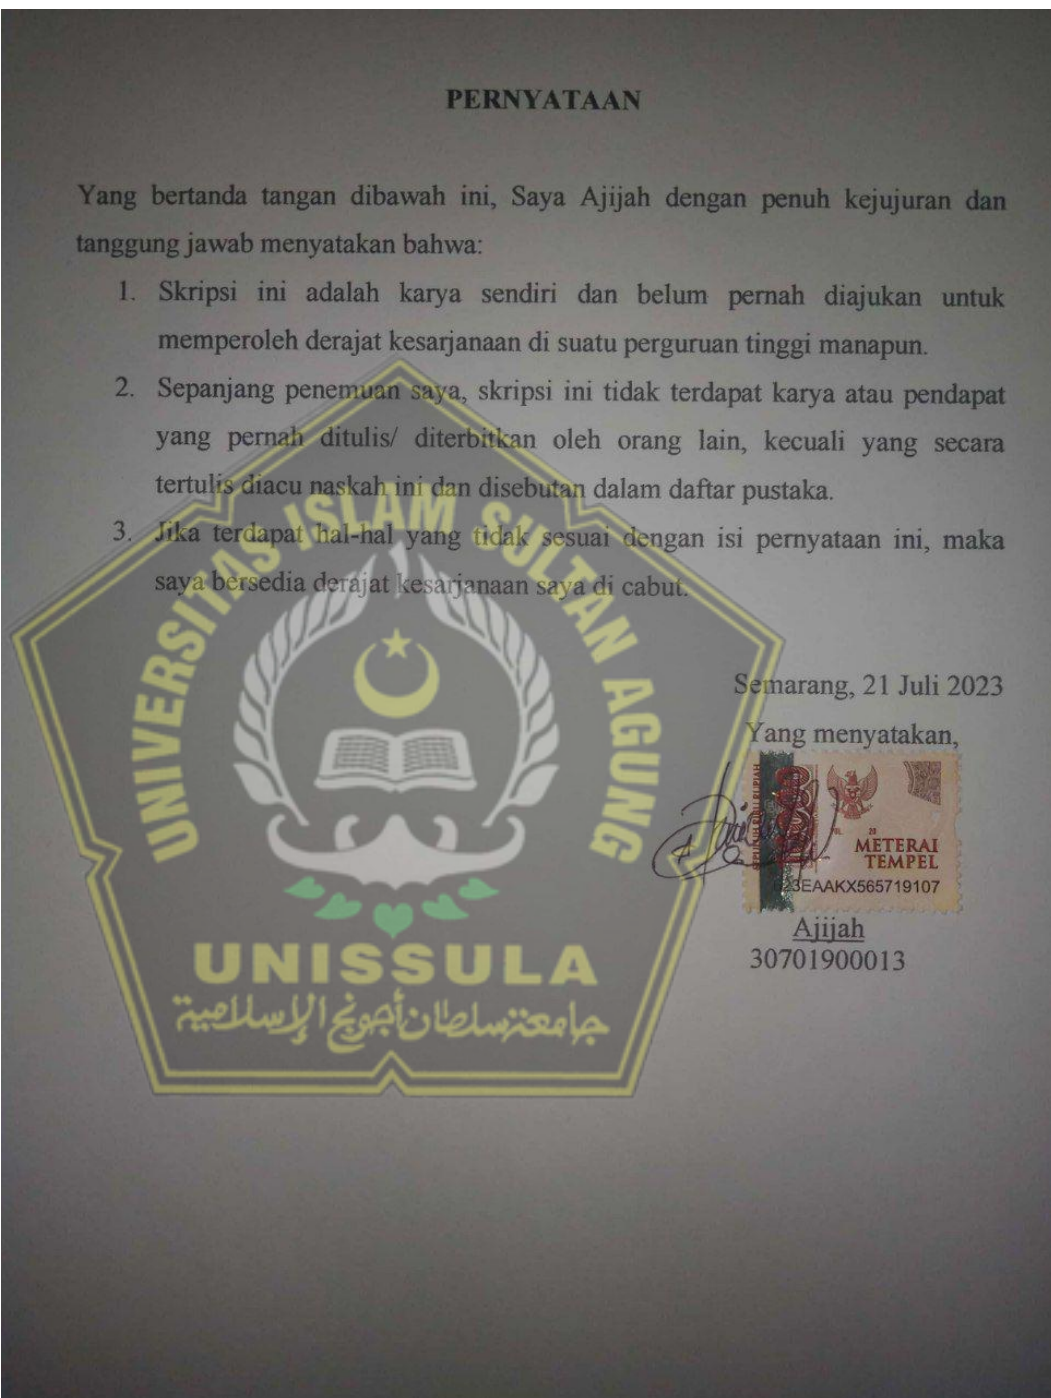 PERNYATAAN
Yang bertanda tangan dibawah ini, Saya Ajijah dengan penuh kejujuran dan
tanggung jawab menyatakan bahwa:
1. Skripsi ini adalah karya sendiri dan belum pernah diajukan untuk
memperoleh derajat kesarjanaan di suatu perguruan tinggi manapun.
2. Sepanjang penemuan saya, skripsi ini tidak terdapat karya atau pendapat
yang pernah ditulis/ diterbitkan oleh orang lain, kecuali yang secara
tertulis diacu naskah ini dan disebutan dalam daftar pustaka.
3. Jika terdapat hal-hal yang tidak sesuai dengan isi pernyataan ini, maka
saya bersedia derajat kesarjanaan saya di cabut.
Semarang, 21 Juli 2023
Yang menyatakan,
METERAI
TEMPEL
23EAAKX565719107
Ajijah
30701900013
UNIVERSITAS ISLAM SULTAN AGUNG
UNISSULA
جامعة سلطان أجونج الإسلامية